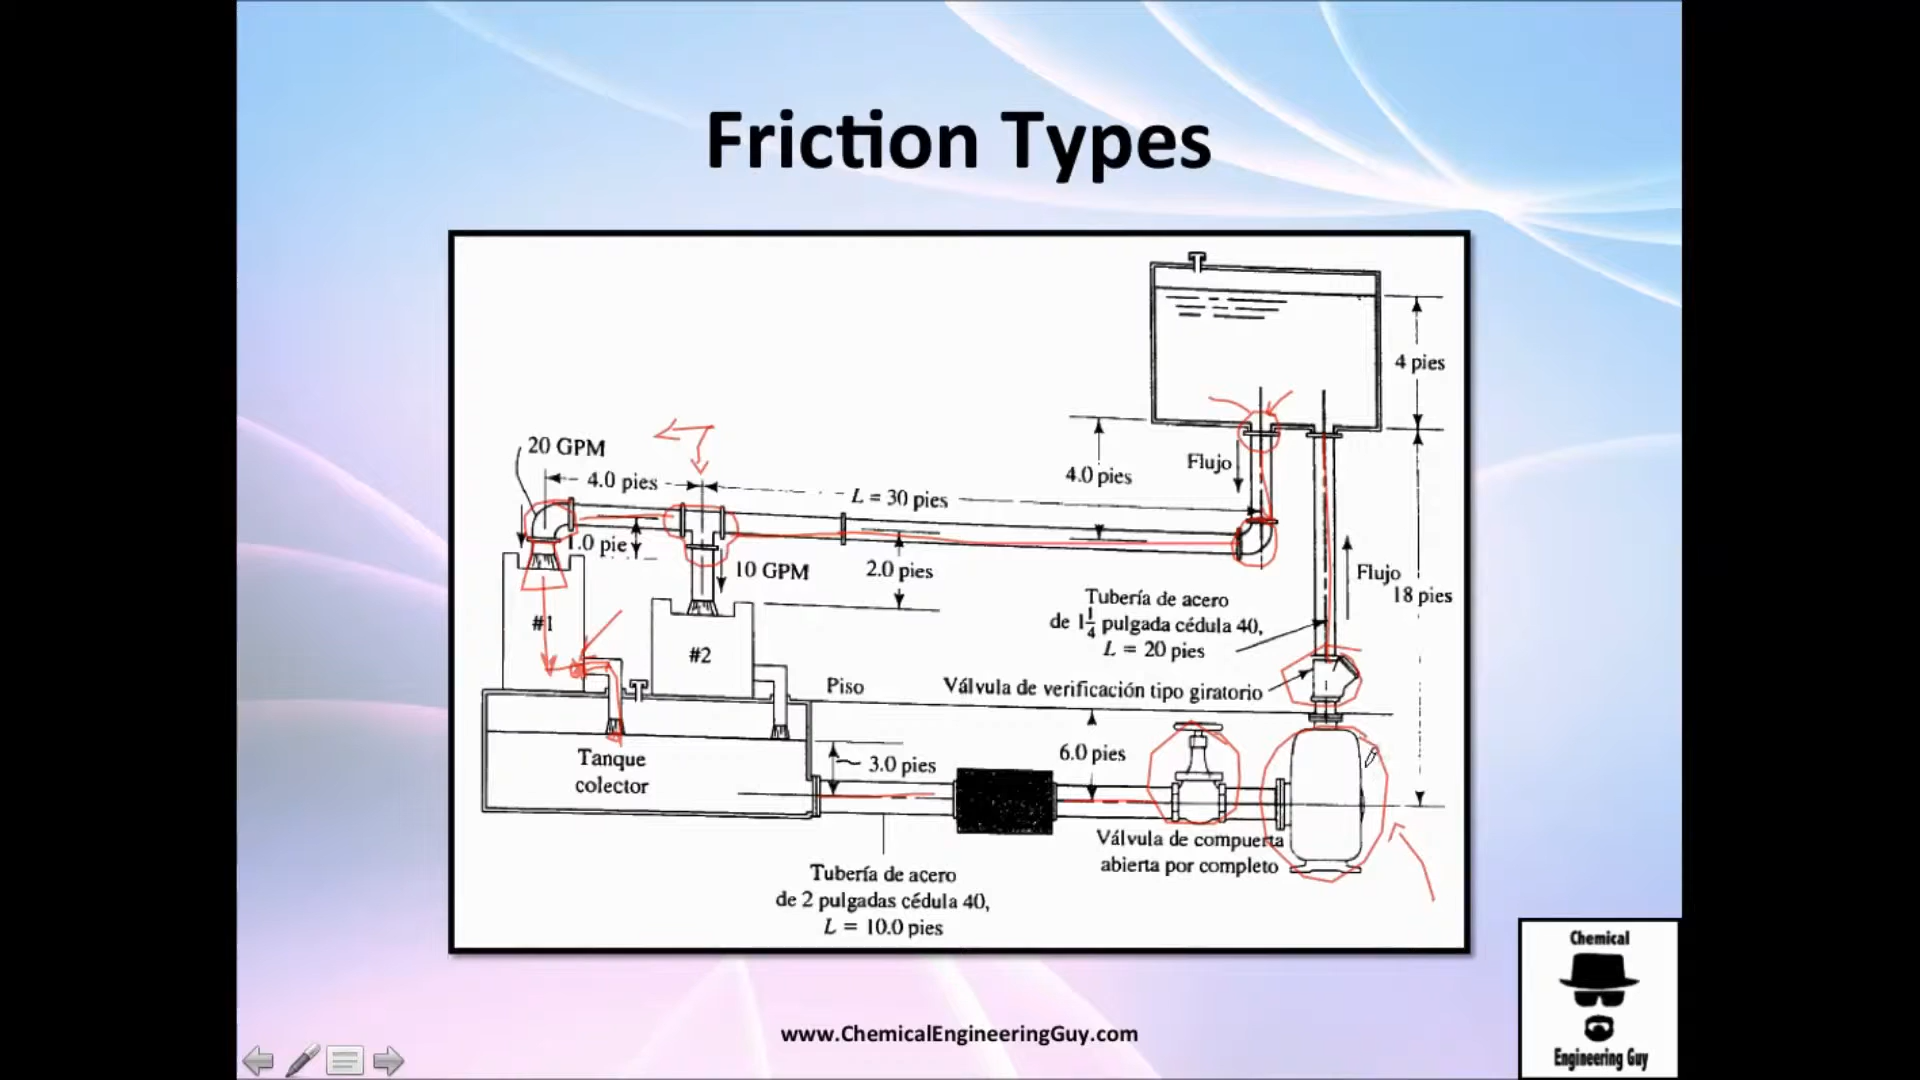 Friction Types
4 pies
20 GPM
4.0 pies
L = 30 pies
4.0 pies
Flujo
.0 pie
10 GPM
2.0 pies
Flujo
18 pies
Tubería de acero
de 1 1/4 pulgada cédula 40,
L = 20 pies
#1
#2
Piso
Válvula de verificación tipo giratorio
6.0 pies
3.0 pies
Tanque
colector
Válvula de compuerta
abierta por completo
Tubería de acero
de 2 pulgadas cédula 40,
L = 10.0 pies
www.ChemicalEngineeringGuy.com
Chemical
Engineering Guy